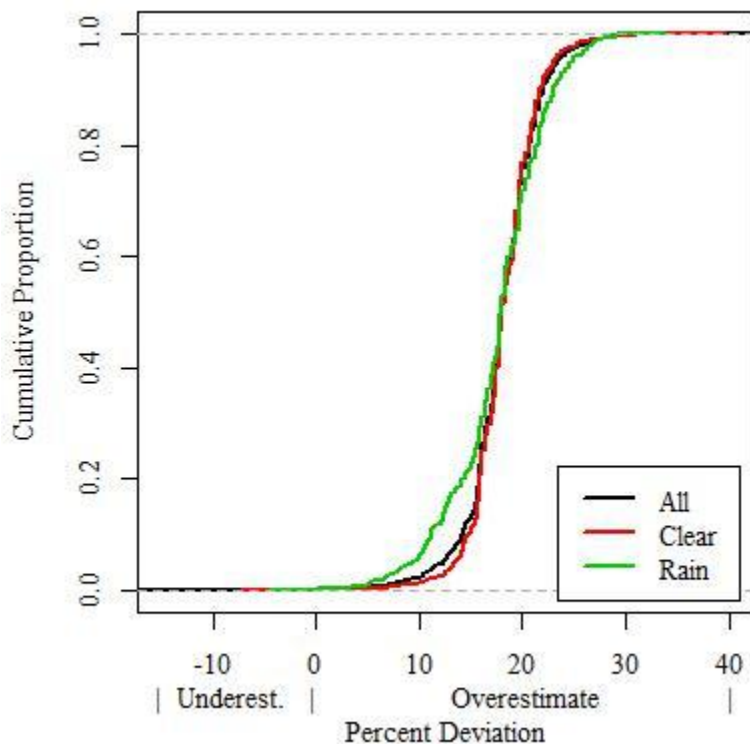 1.0
0.8
0.6
0.4
0.2
0.0
Cumulative Proportion
All
Clear
Rain
-10 0 10 20 30 40
| Underest. | Overestimate |
Percent Deviation